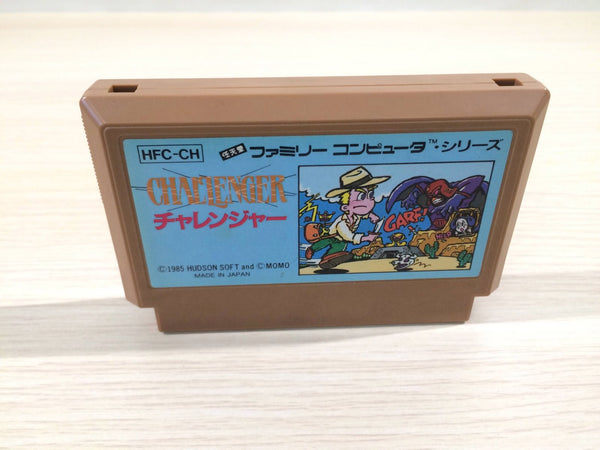 HFC-CH
任天堂 ファミリー コンピュータ™・シリーズ
CHALLENGER
チャレンジャー
GARF!
©1985 HUDSON SOFT and ©MOMO
MADE IN JAPAN